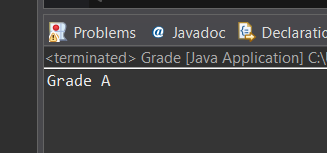 Problems @ Javadoc Declaratio
<terminated> Grade [Java Application] C:\
Grade A